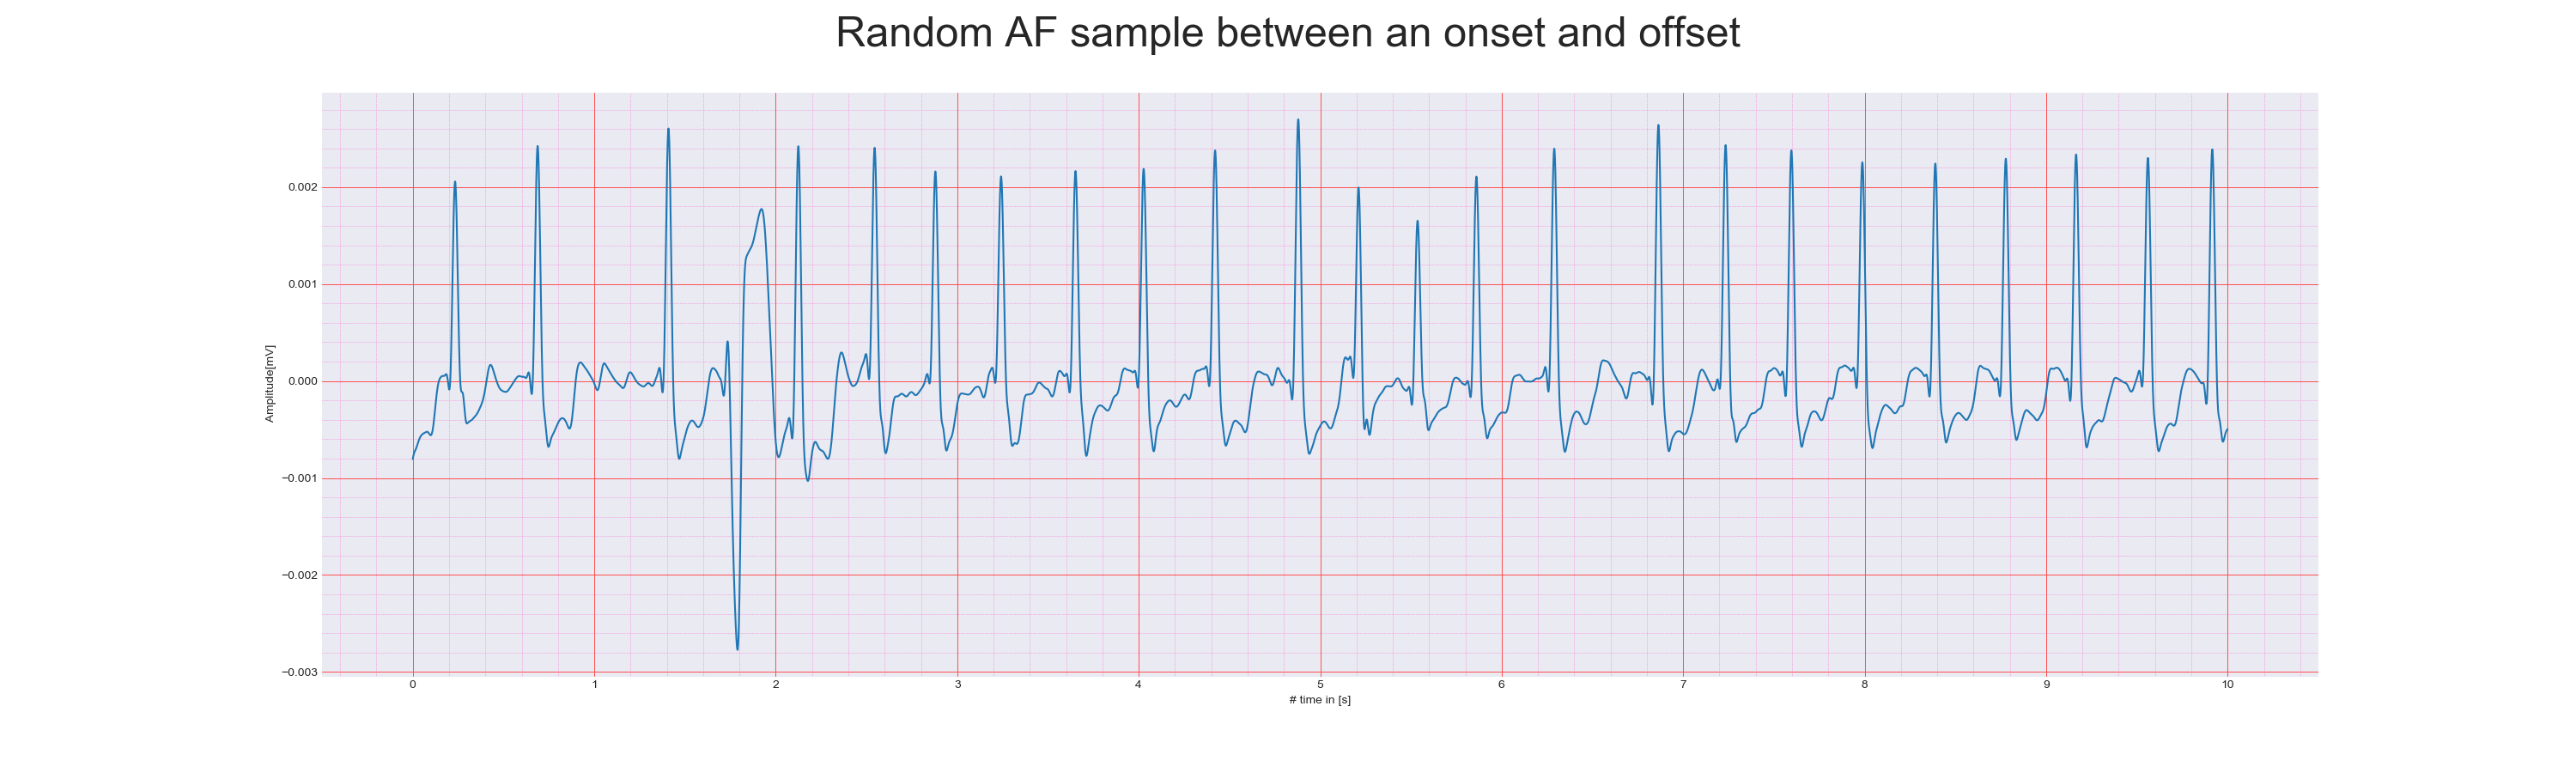 Random AF sample between an onset and offset
Amplitude[mV]
0.002
0.001
0.000
−0.001
−0.002
−0.003
0 1 2 3 4 5 6 7 8 9 10
# time in [s]